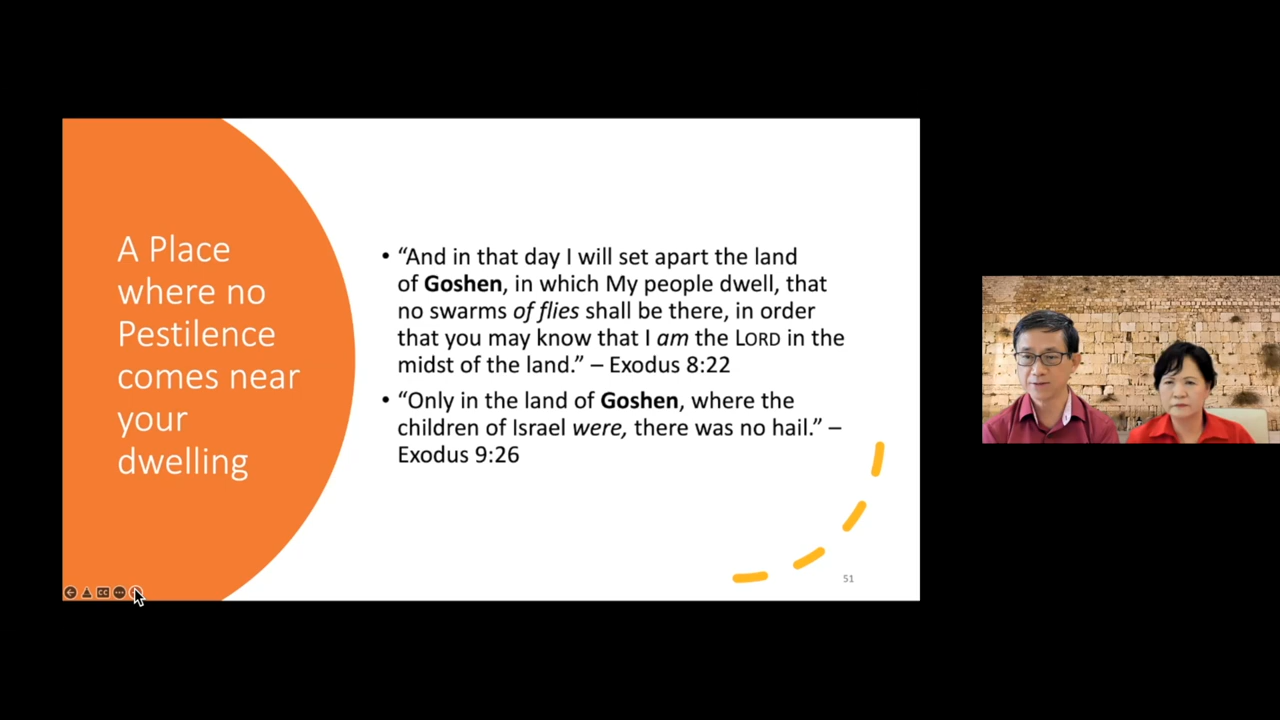 A Place
where no
Pestilence
comes near
your
dwelling
• “And in that day I will set apart the land
of Goshen, in which My people dwell, that
no swarms of flies shall be there, in order
that you may know that I am the LORD in the
midst of the land.” – Exodus 8:22
• “Only in the land of Goshen, where the
children of Israel were, there was no hail.” –
Exodus 9:26
51
CC